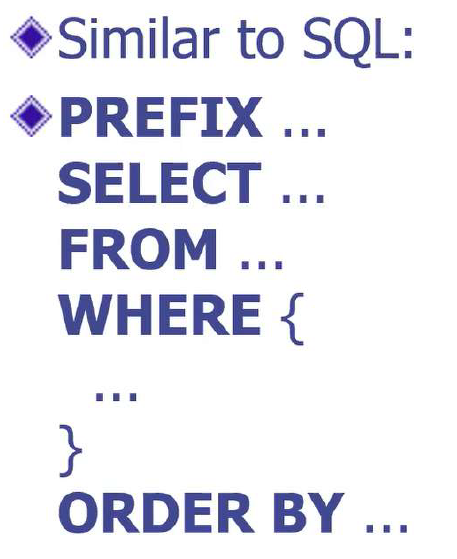 Similar to SQL:
PREFIX ...
SELECT ...
FROM ...
WHERE {
...
}
ORDER BY ...